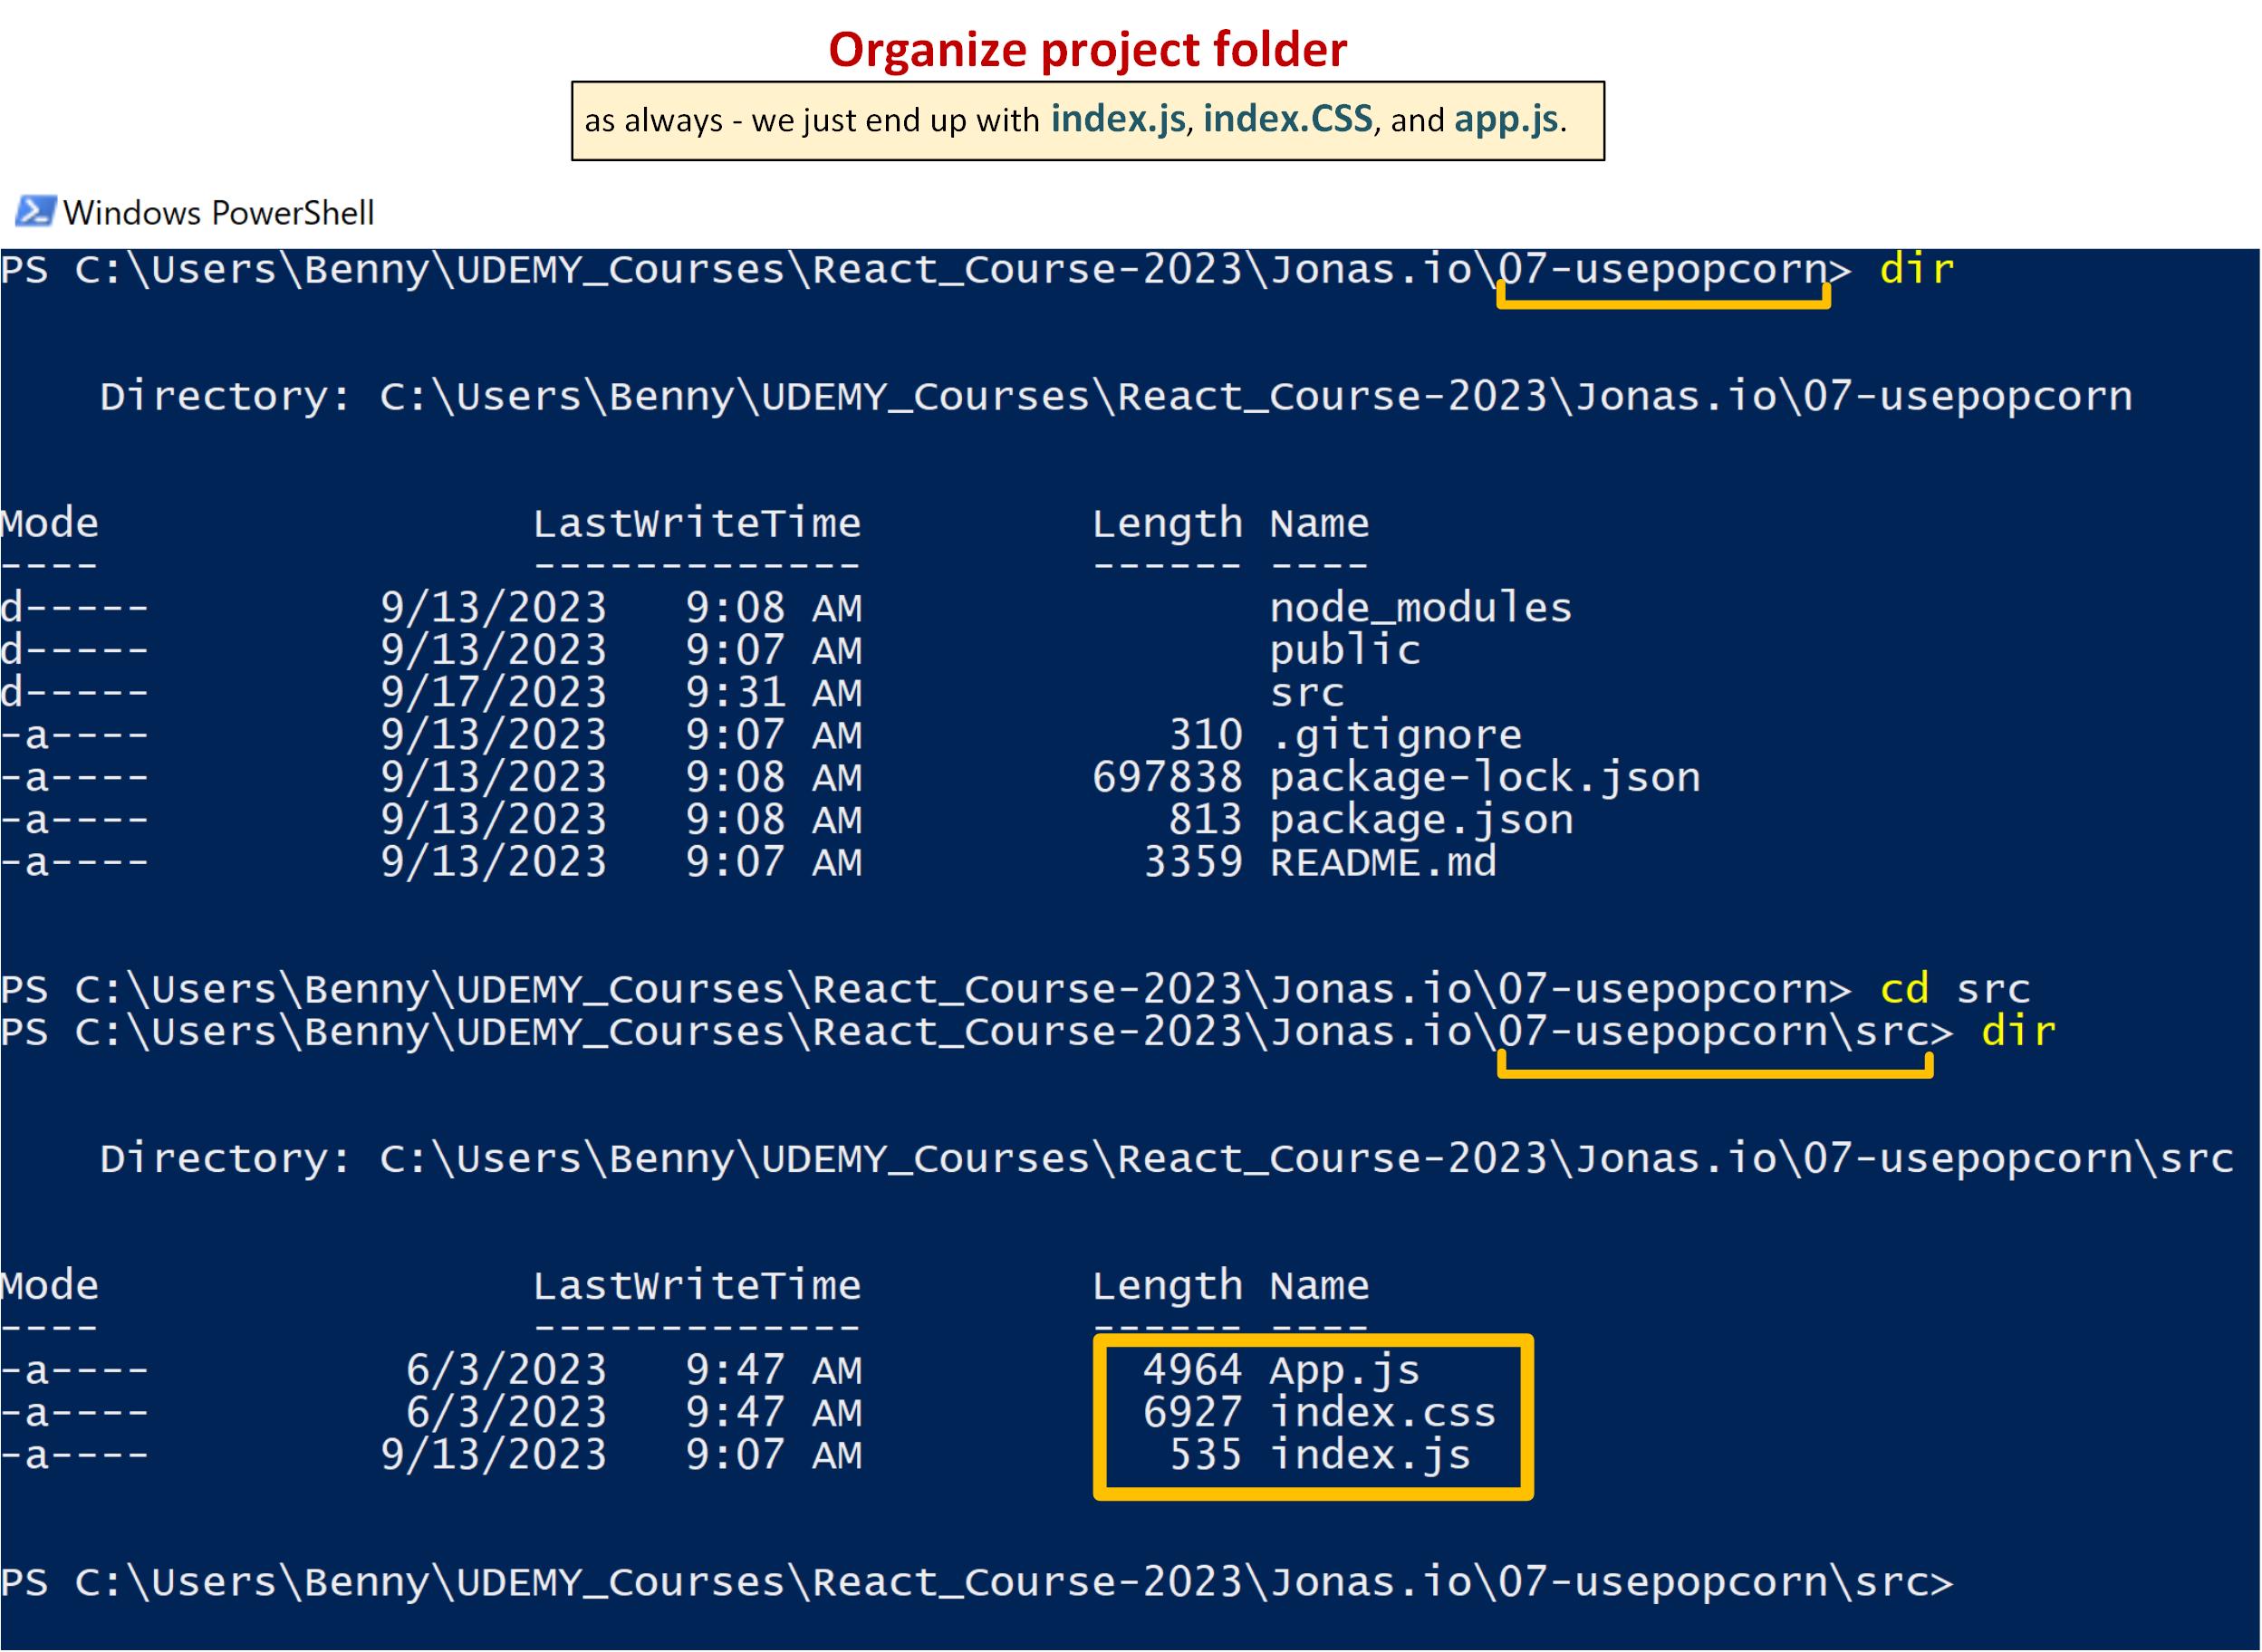 Organize project folder
as always - we just end up with index.js, index.CSS, and app.js.
Windows PowerShell
PS C:\Users\Benny\UDEMY_Courses\React_Course-2023\Jonas.io\07-usepopcorn> dir
Directory: C:\Users\Benny\UDEMY_Courses\React_Course-2023\Jonas.io\07-usepopcorn
Mode LastWriteTime Length Name
---- ------------- ------ ----
d----- 9/13/2023 9:08 AM node_modules
d----- 9/13/2023 9:07 AM public
d----- 9/17/2023 9:31 AM src
-a---- 9/13/2023 9:07 AM 310 .gitignore
-a---- 9/13/2023 9:08 AM 697838 package-lock.json
-a---- 9/13/2023 9:08 AM 813 package.json
-a---- 9/13/2023 9:07 AM 3359 README.md
PS C:\Users\Benny\UDEMY_Courses\React_Course-2023\Jonas.io\07-usepopcorn> cd src
PS C:\Users\Benny\UDEMY_Courses\React_Course-2023\Jonas.io\07-usepopcorn\src> dir
Directory: C:\Users\Benny\UDEMY_Courses\React_Course-2023\Jonas.io\07-usepopcorn\src
Mode LastWriteTime Length Name
---- ------------- ------ ----
-a---- 6/3/2023 9:47 AM 4964 App.js
-a---- 6/3/2023 9:47 AM 6927 index.css
-a---- 9/13/2023 9:07 AM 535 index.js
PS C:\Users\Benny\UDEMY_Courses\React_Course-2023\Jonas.io\07-usepopcorn\src>